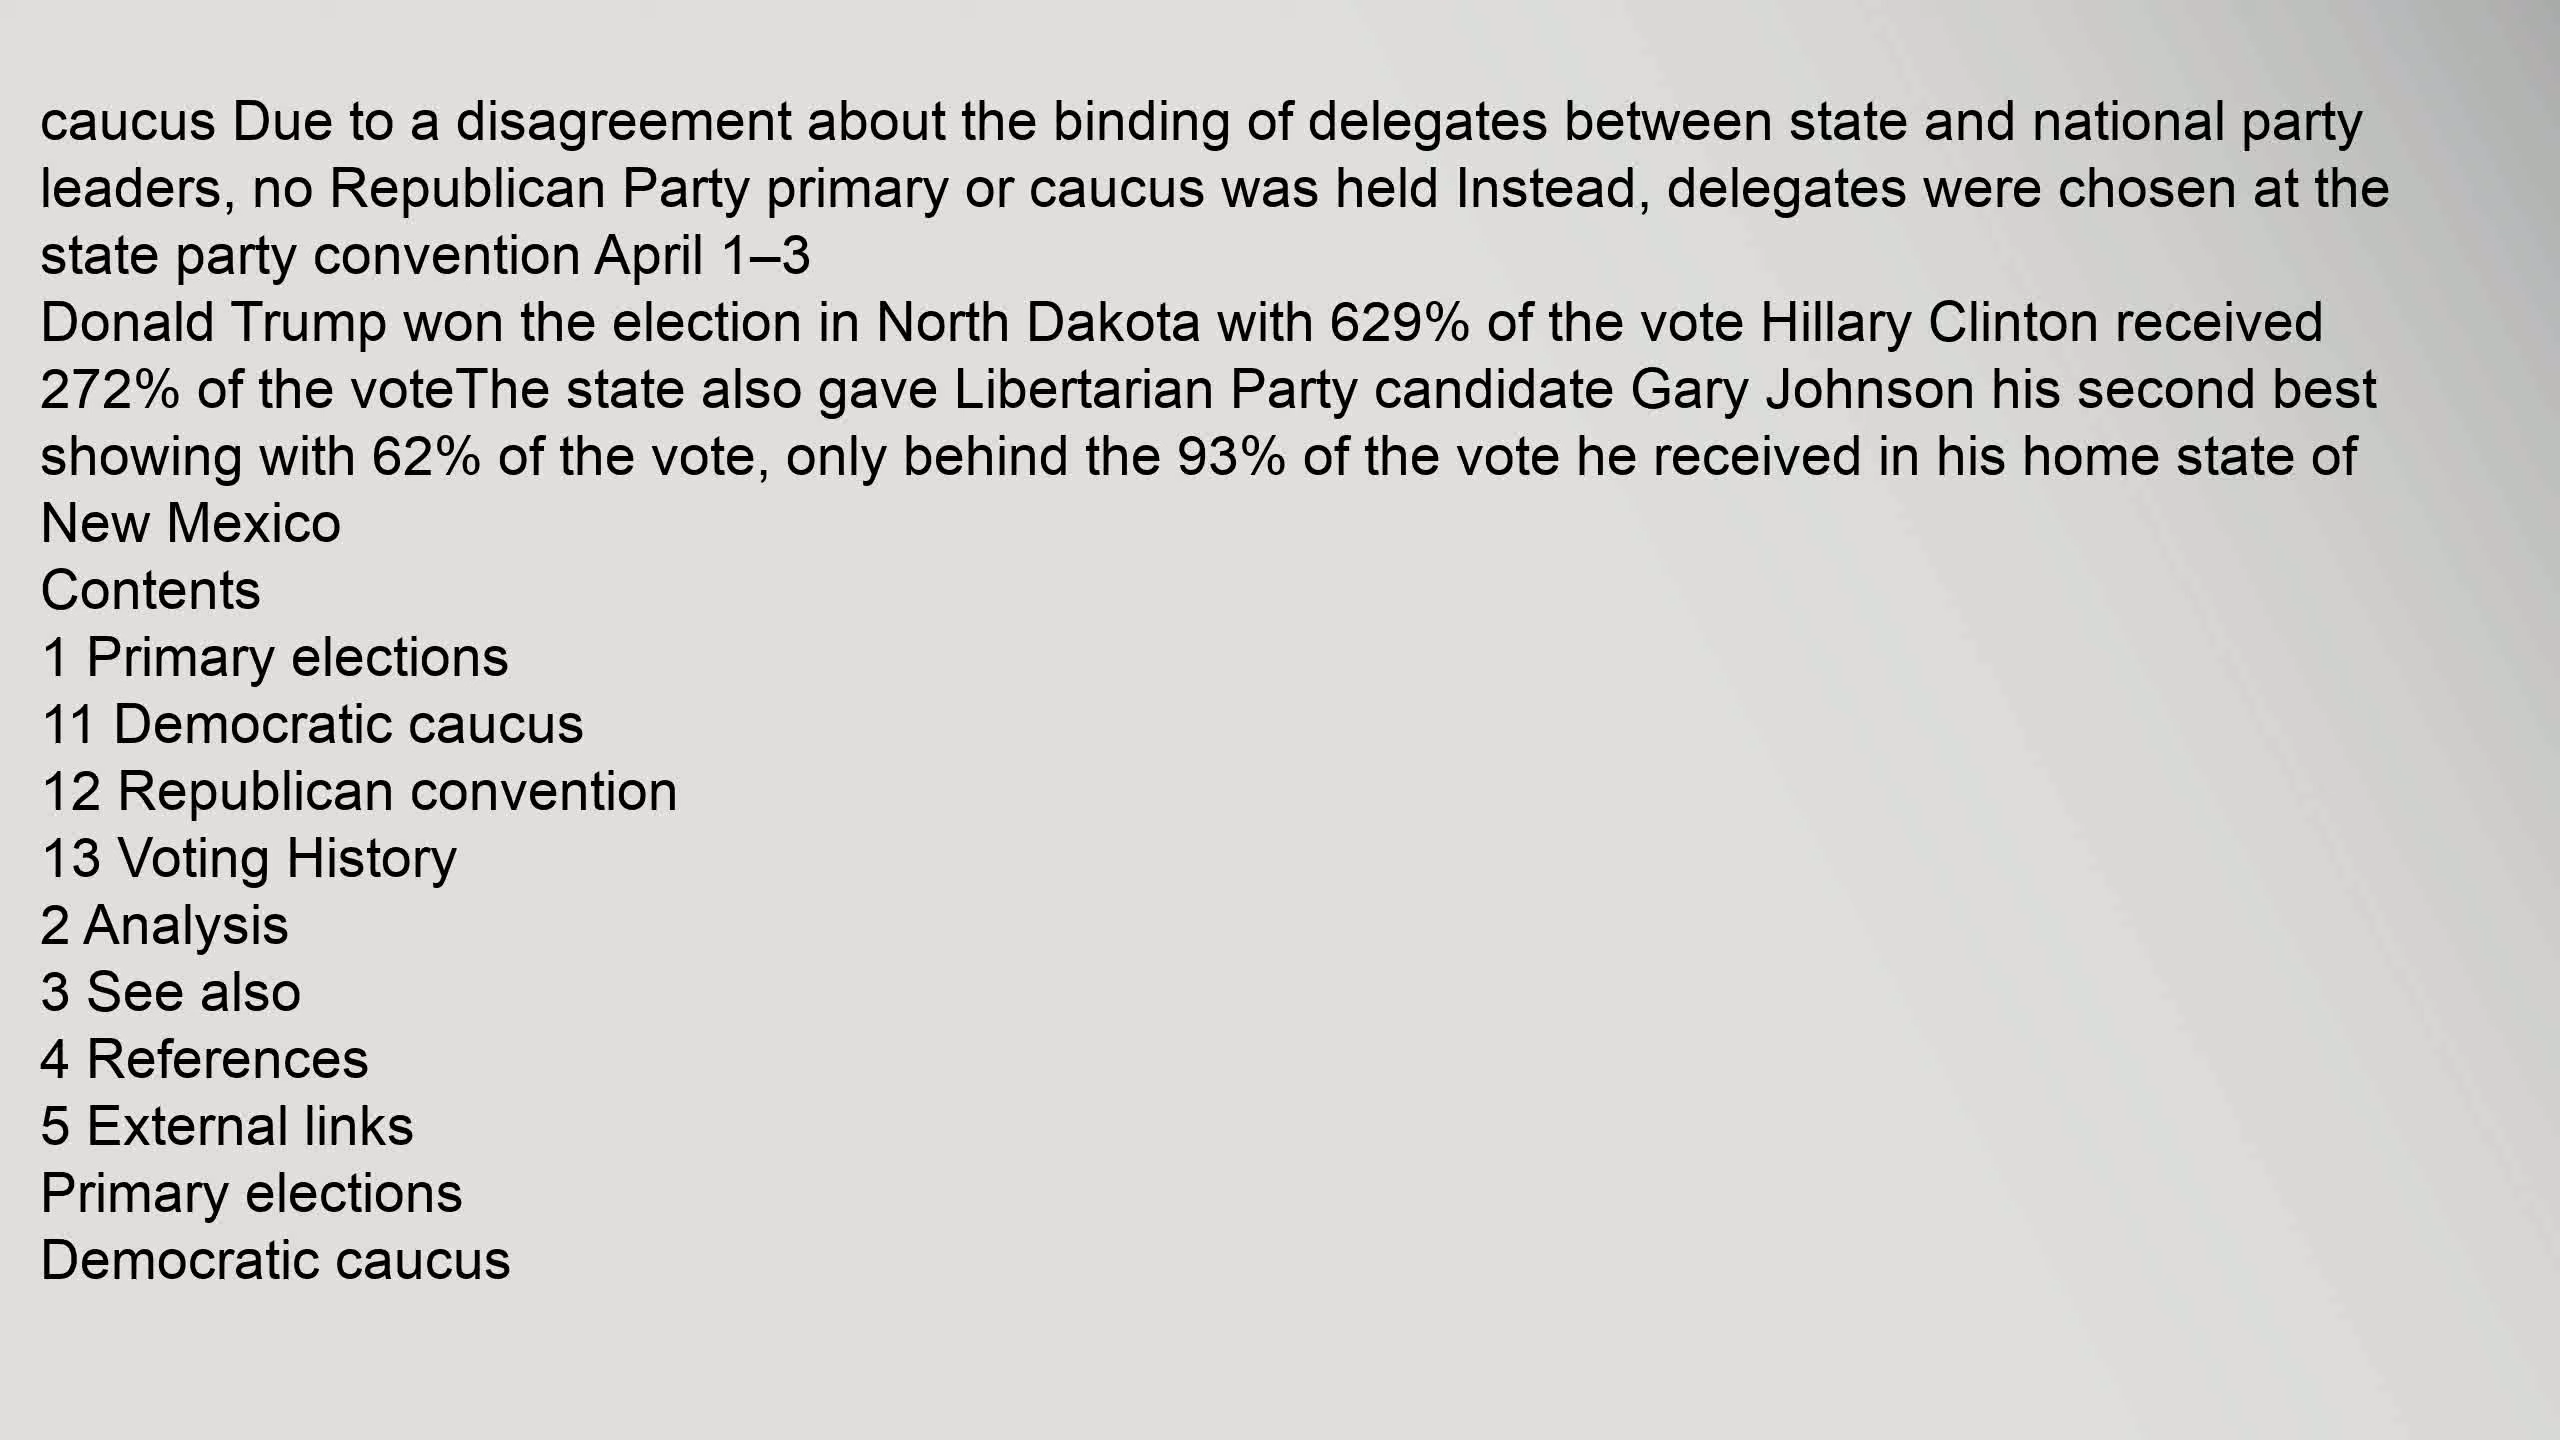 caucus Due to a disagreement about the binding of delegates between state and national party
leaders, no Republican Party primary or caucus was held Instead, delegates were chosen at the
state party convention April 1–3
Donald Trump won the election in North Dakota with 629% of the vote Hillary Clinton received
272% of the voteThe state also gave Libertarian Party candidate Gary Johnson his second best
showing with 62% of the vote, only behind the 93% of the vote he received in his home state of
New Mexico
Contents
1 Primary elections
11 Democratic caucus
12 Republican convention
13 Voting History
2 Analysis
3 See also
4 References
5 External links
Primary elections
Democratic caucus